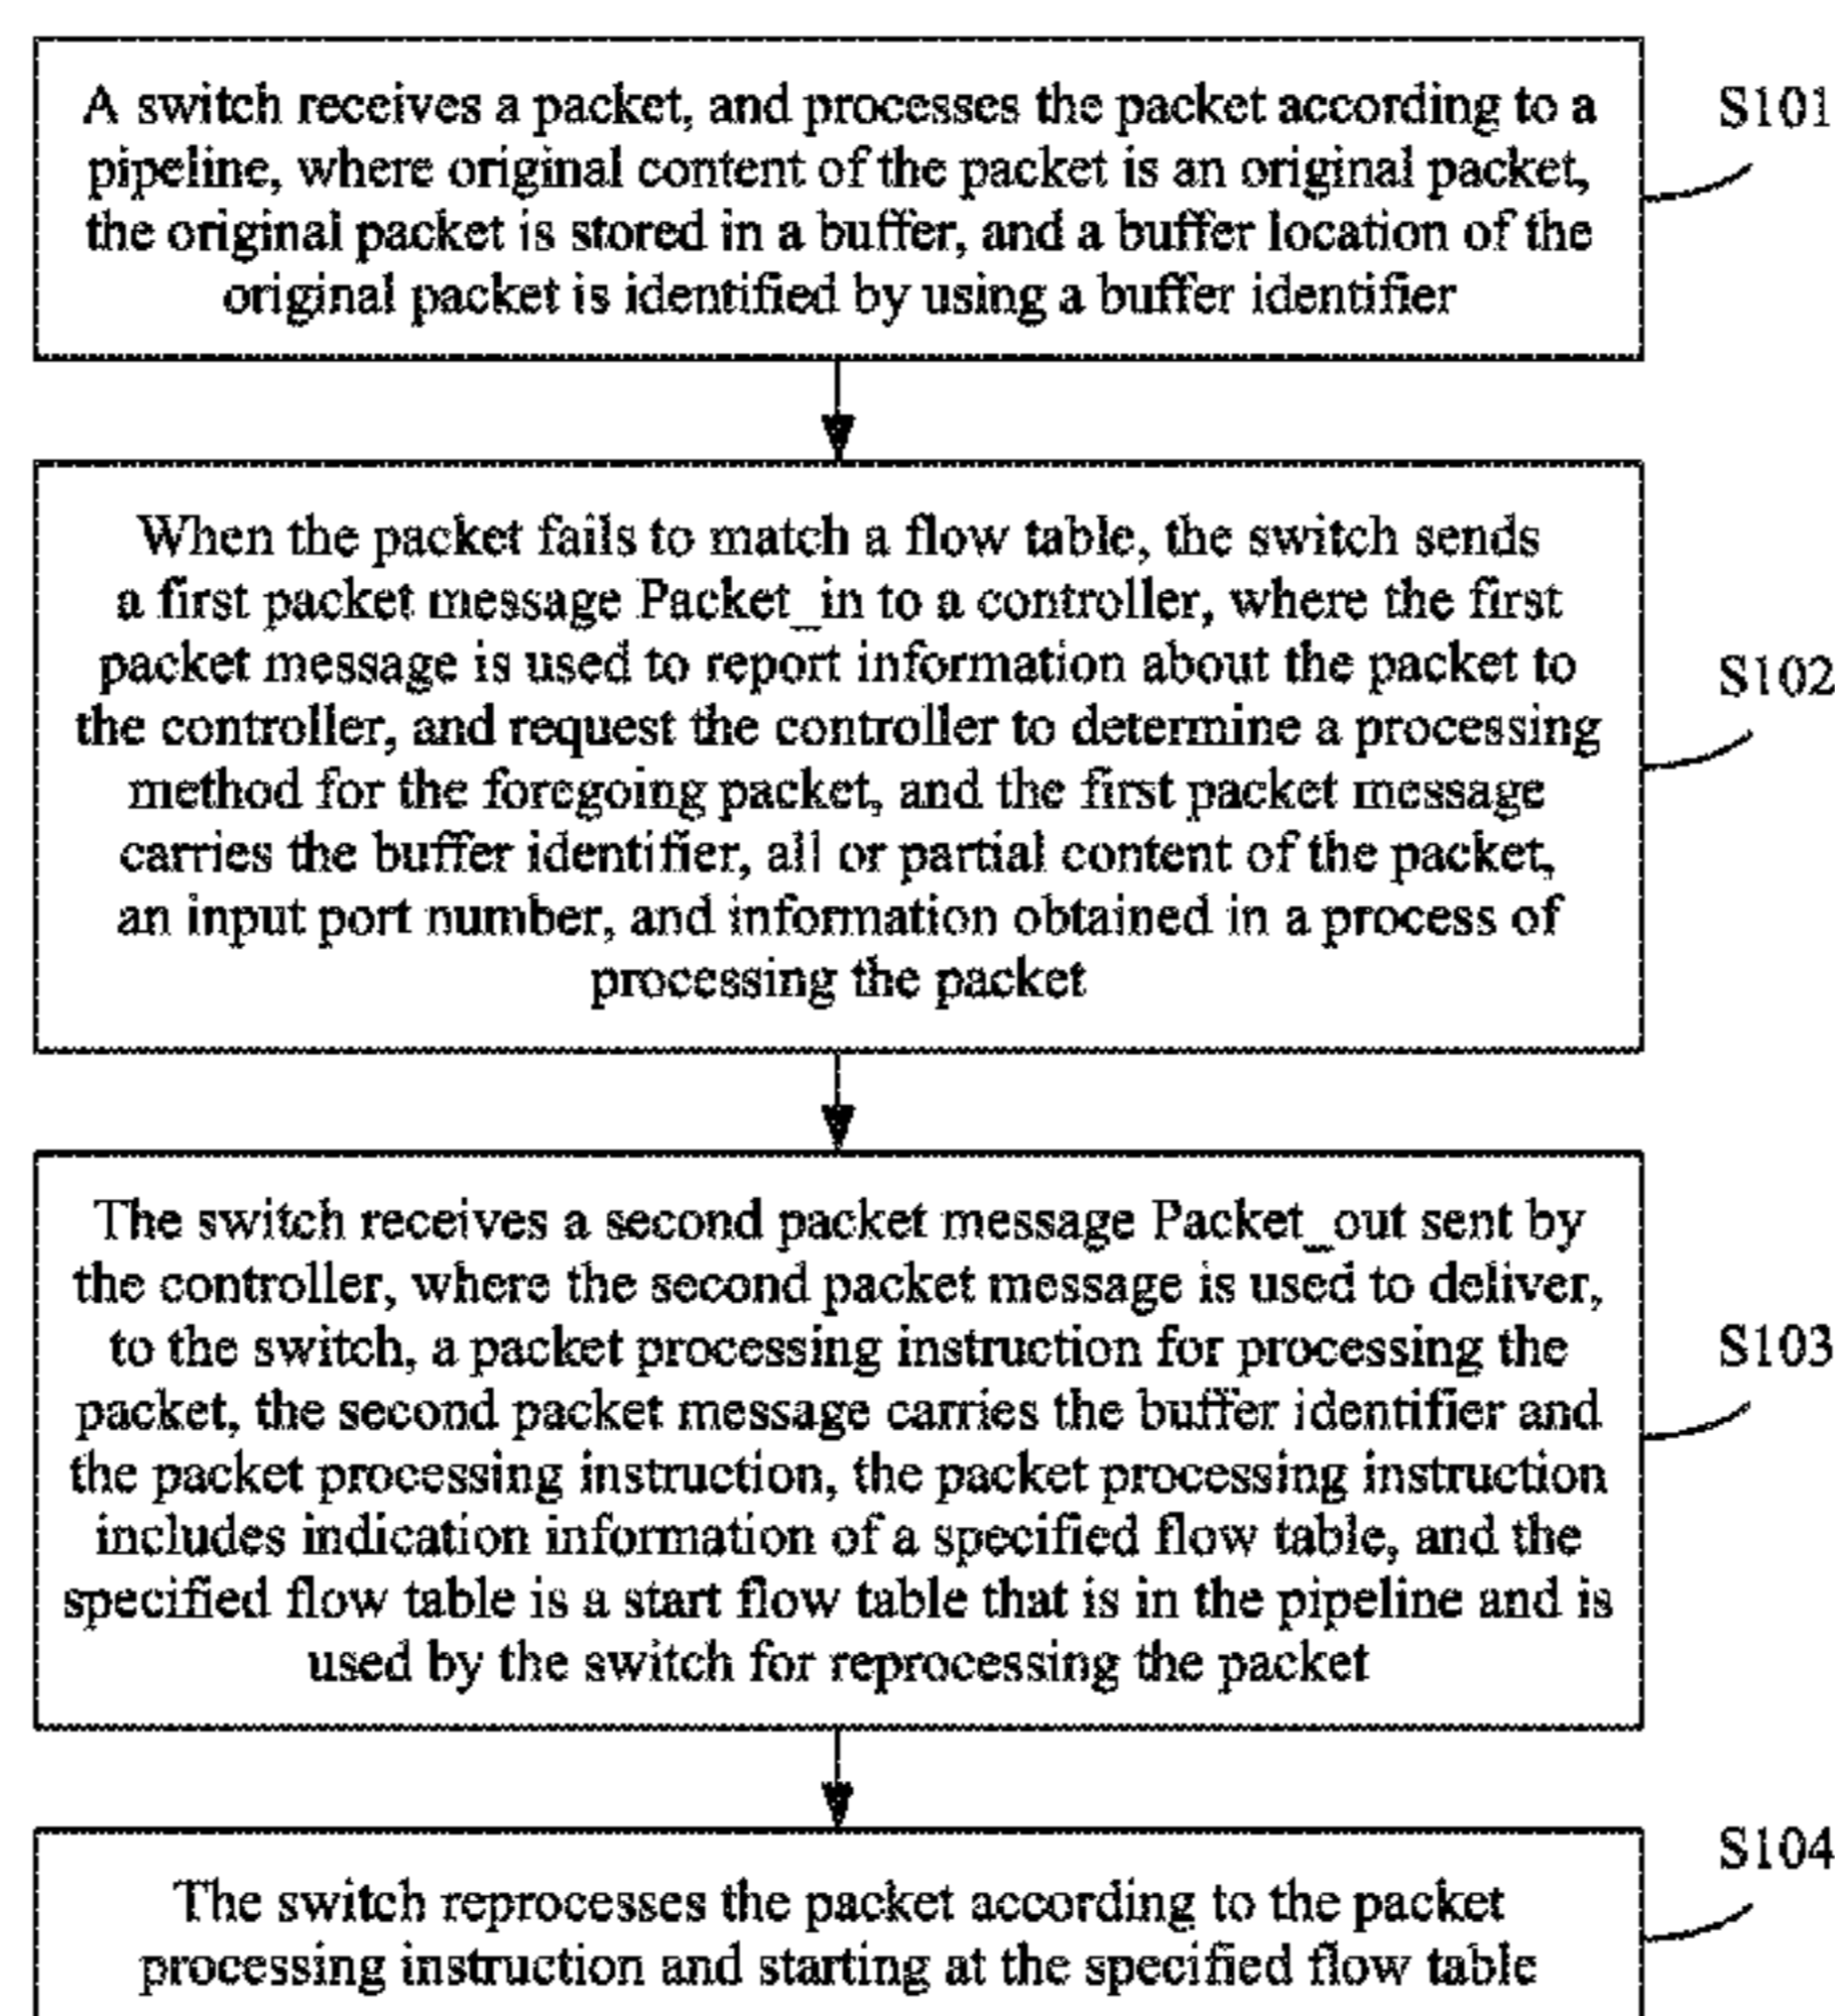 A switch receives a packet, and processes the packet according to a
pipeline, where original content of the packet is an original packet,
the original packet is stored in a buffer, and a buffer location of the
original packet is identified by using a buffer identifier
S101
When the packet fails to match a flow table, the switch sends
a first packet message Packet_in to a controller, where the first
packet message is used to report information about the packet to
the controller, and request the controller to determine a processing
method for the foregoing packet, and the first packet message
carries the buffer identifier, all or partial content of the packet,
an input port number, and information obtained in a process of
processing the packet
S102
The switch receives a second packet message Packet_out sent by
the controller, where the second packet message is used to deliver,
to the switch, a packet processing instruction for processing the
packet, the second packet message carries the buffer identifier and
the packet processing instruction, the packet processing instruction
includes indication information of a specified flow table, and the
specified flow table is a start flow table that is in the pipeline and is
used by the switch for reprocessing the packet
S103
The switch reprocesses the packet according to the packet
processing instruction and starting at the specified flow table
S104